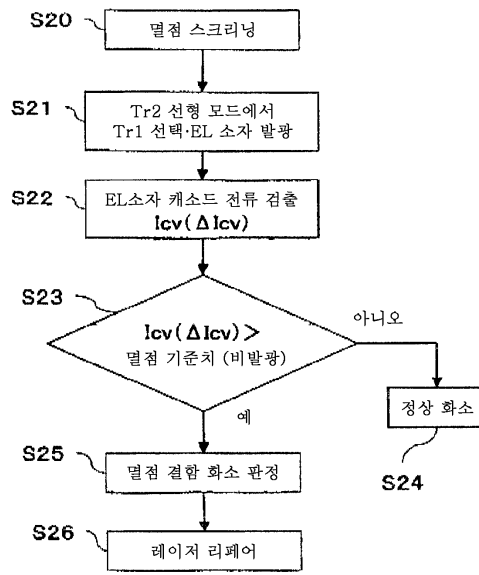 S20
멸점 스크리닝
S21
Tr2 선형 모드에서
Tr1 선택·EL 소자 발광
S22
EL소자 캐소드 전류 검출
Icv(ΔIcv)
S23
Icv(ΔIcv)>
멸점 기준치 (비발광)
아니오
정상 화소
S24
예
S25
멸점 결함 화소 판정
S26
레이저 리페어